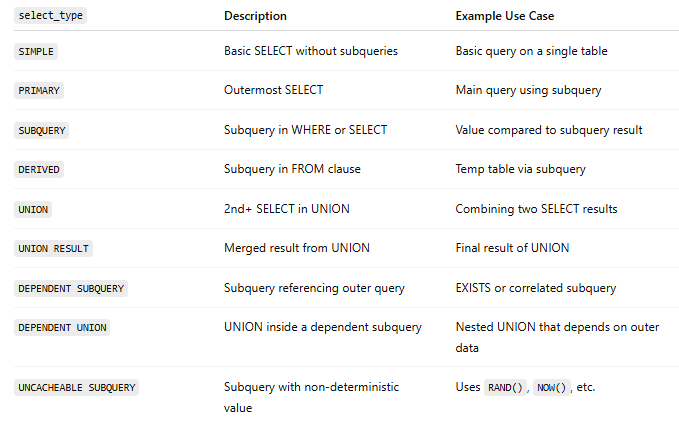 select_type Description Example Use Case
SIMPLE Basic SELECT without subqueries Basic query on a single table
PRIMARY Outermost SELECT Main query using subquery
SUBQUERY Subquery in WHERE or SELECT Value compared to subquery result
DERIVED Subquery in FROM clause Temp table via subquery
UNION 2nd+ SELECT in UNION Combining two SELECT results
UNION RESULT Merged result from UNION Final result of UNION
DEPENDENT SUBQUERY Subquery referencing outer query EXISTS or correlated subquery
DEPENDENT UNION UNION inside a dependent subquery Nested UNION that depends on outer
data
UNCACHEABLE SUBQUERY Subquery with non-deterministic Uses RAND(), NOW(), etc.
value